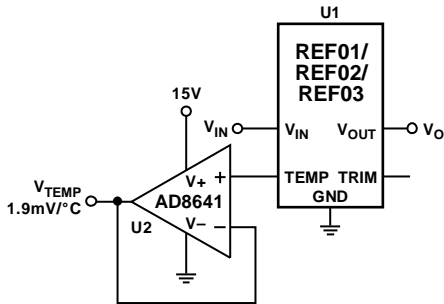 U1
REF01/
REF02/
REF03
15V
V_IN
V_IN
V_OUT
V_O
V_TEMP
1.9mV/°C
V+
+
AD8641
TEMP
TRIM
GND
U2
V–
–